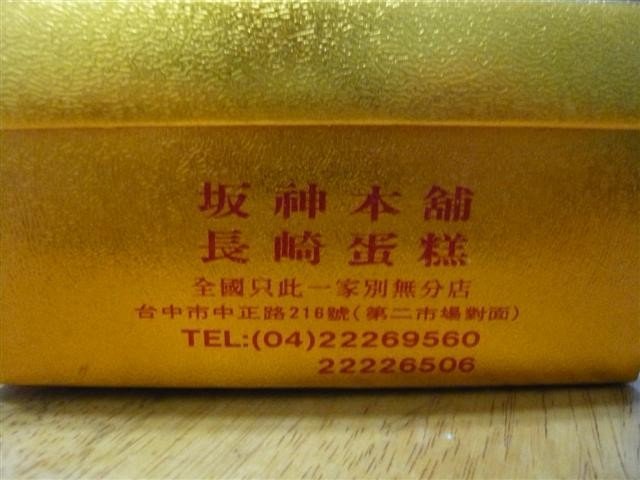 坂神本舖
長崎蛋糕
全國只此一家別無分店
台中市中正路216號(第二市場對面)
TEL:(04)22269560
22226506